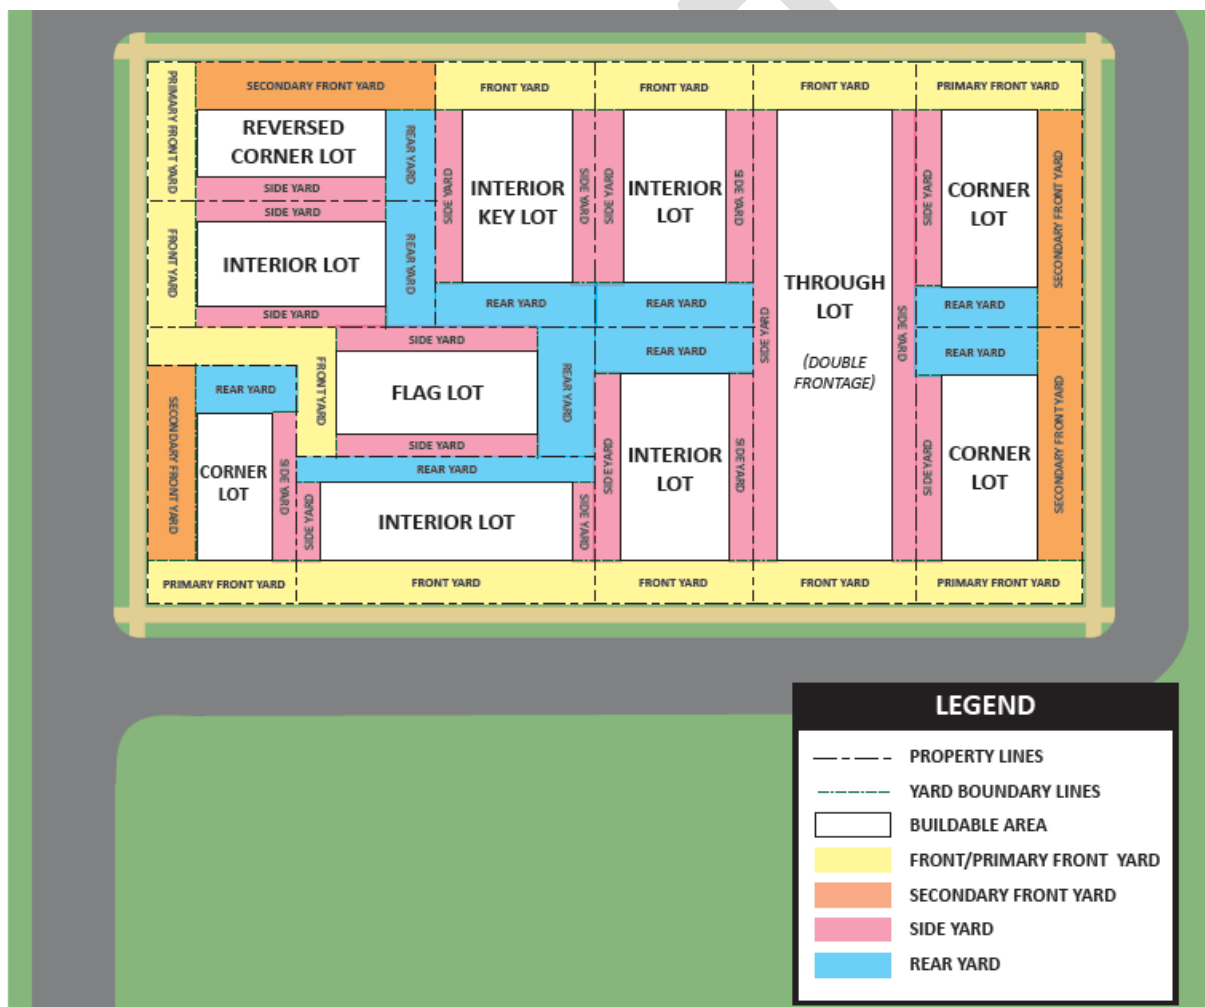 PRIMARY FRONT YARD
SECONDARY FRONT YARD
FRONT YARD
FRONT YARD
FRONT YARD
PRIMARY FRONT YARD
REVERSED
CORNER LOT
REAR YARD
SIDE YARD
INTERIOR
KEY LOT
SIDE YARD
SIDE YARD
INTERIOR
LOT
SIDE YARD
SIDE YARD
CORNER
LOT
SECONDARY FRONT YARD
SIDE YARD
SIDE YARD
FRONT YARD
INTERIOR LOT
REAR YARD
SIDE YARD
REAR YARD
REAR YARD
SIDE YARD
THROUGH
LOT
(DOUBLE
FRONTAGE)
SIDE YARD
REAR YARD
SIDE YARD
REAR YARD
REAR YARD
FRONT YARD
FLAG LOT
REAR YARD
REAR YARD
SECONDARY FRONT YARD
SIDE YARD
REAR YARD
CORNER
LOT
SIDE YARD
SIDE YARD
INTERIOR LOT
SIDE YARD
SIDE YARD
INTERIOR
LOT
SIDE YARD
SIDE YARD
CORNER
LOT
SECONDARY FRONT YARD
PRIMARY FRONT YARD
FRONT YARD
FRONT YARD
FRONT YARD
PRIMARY FRONT YARD
LEGEND
PROPERTY LINES
YARD BOUNDARY LINES
BUILDABLE AREA
FRONT/PRIMARY FRONT YARD
SECONDARY FRONT YARD
SIDE YARD
REAR YARD